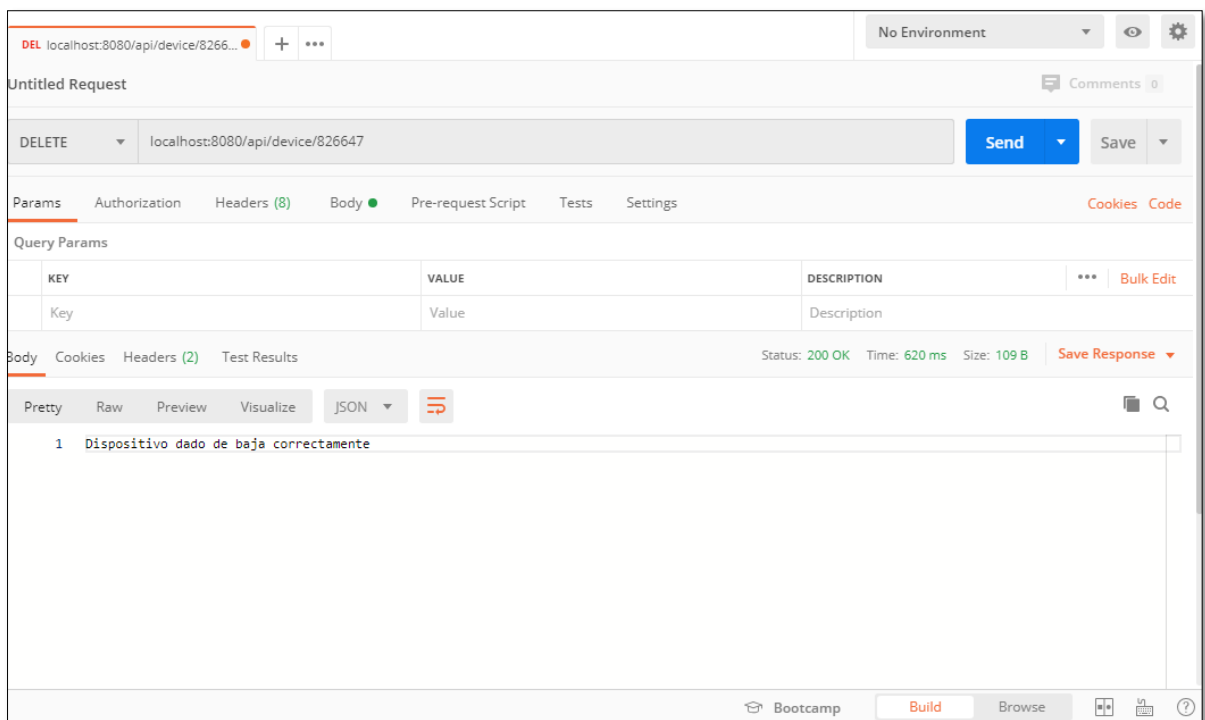 DEL localhost:8080/api/device/8266... + ••• No Environment
Untitled Request Comments 0
DELETE localhost:8080/api/device/826647 Send Save
Params Authorization Headers (8) Body Pre-request Script Tests Settings Cookies Code
Query Params
KEY VALUE DESCRIPTION ••• Bulk Edit
Key Value Description
Body Cookies Headers (2) Test Results Status: 200 OK Time: 620 ms Size: 109 B Save Response
Pretty Raw Preview Visualize JSON
1 Dispositivo dado de baja correctamente
Bootcamp Build Browse ?